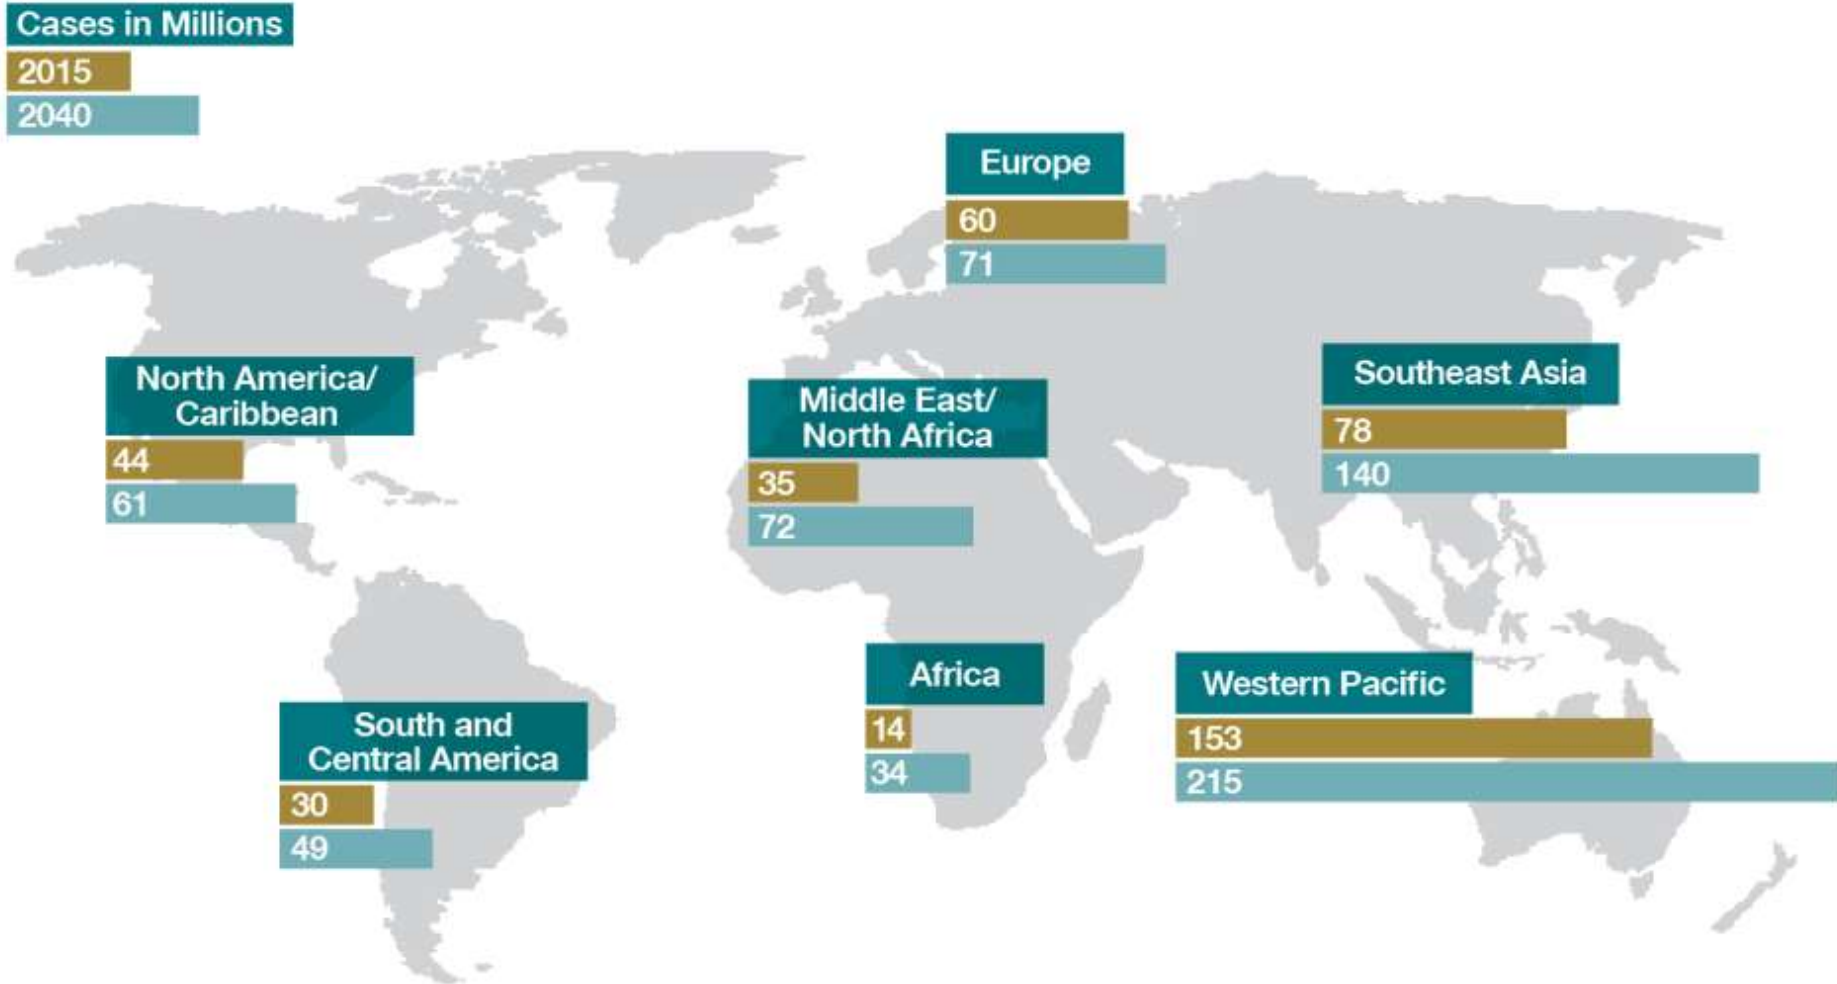 Cases in Millions
2015
2040
Europe
60
71
North America/
Caribbean
44
61
Middle East/
North Africa
35
72
Southeast Asia
78
140
South and
Central America
30
49
Africa
14
34
Western Pacific
153
215